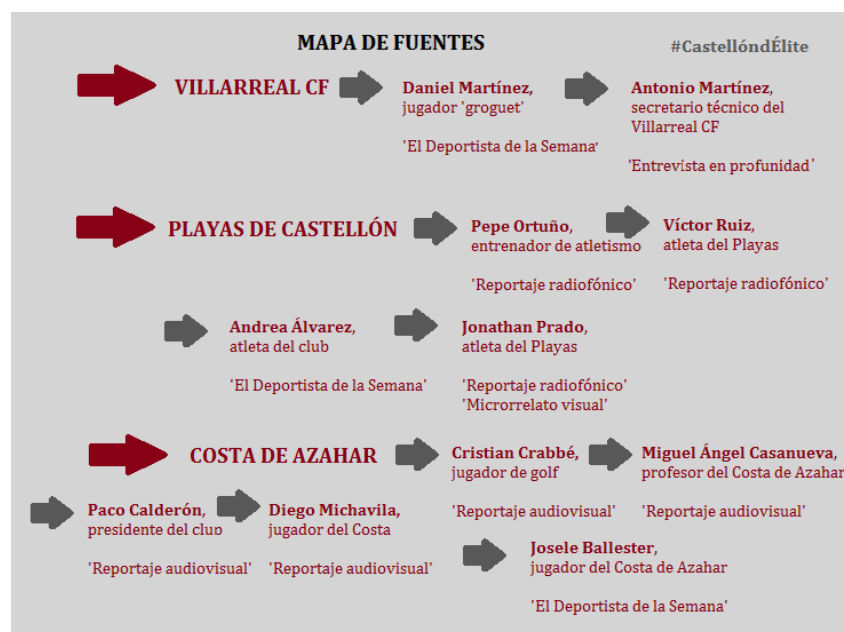 MAPA DE FUENTES
#CastellóndÉlite
VILLARREAL CF
Daniel Martínez,
jugador 'groguet'
'El Deportista de la Semana'
Antonio Martínez,
secretario técnico del
Villarreal CF
'Entrevista en profunidad'
PLAYAS DE CASTELLÓN
Pepe Ortuño,
entrenador de atletismo
'Reportaje radiofónico'
Víctor Ruiz,
atleta del Playas
'Reportaje radiofónico'
Andrea Álvarez,
atleta del club
'El Deportista de la Semana'
Jonathan Prado,
atleta del Playas
'Reportaje radiofónico'
'Microrrelato visual'
COSTA DE AZAHAR
Cristian Crabbé,
jugador de golf
'Reportaje audiovisual'
Miguel Ángel Casanueva,
profesor del Costa de Azahar
'Reportaje audiovisual'
Paco Calderón,
presidente del club
'Reportaje audiovisual'
Diego Michavila,
jugador del Costa
'Reportaje audiovisual'
Josele Ballester,
jugador del Costa de Azahar
'El Deportista de la Semana'